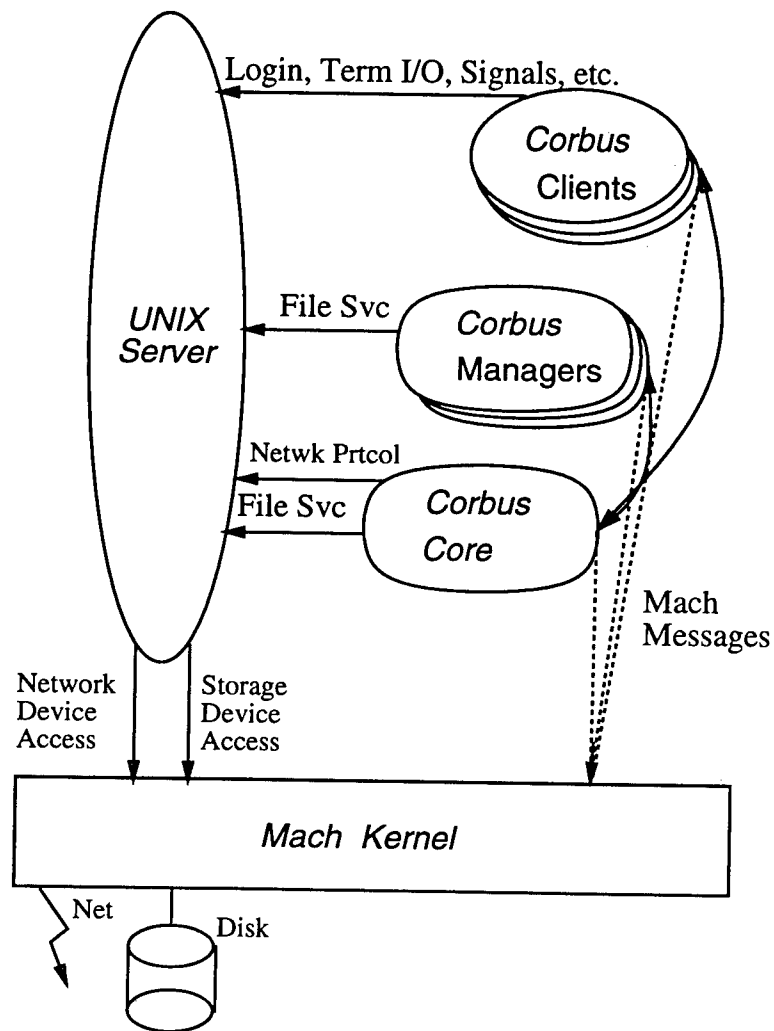 Login, Term I/O, Signals, etc.
Corbus
Clients
UNIX
Server
File Svc
Corbus
Managers
Netwk Prtcol
File Svc
Corbus
Core
Mach
Messages
Network
Device
Access
Storage
Device
Access
Mach Kernel
Net
Disk